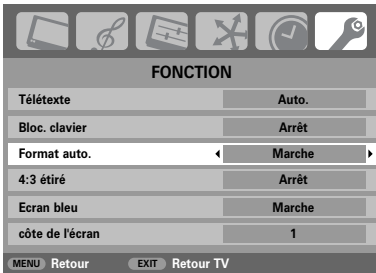 FONCTION
Télétexte Auto.
Bloc. clavier Arrêt
Format auto. Marche
4:3 étiré Arrêt
Ecran bleu Marche
côte de l'écran 1
MENU Retour EXIT Retour TV